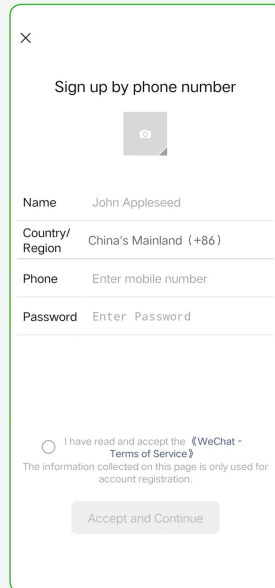 Sign up by phone number
Name John Appleseed
Country/
Region China's Mainland（+86）
Phone Enter mobile number
Password Enter Password
I have read and accept the 《WeChat -
Terms of Service》
The information collected on this page is only used for
account registration.
Accept and Continue